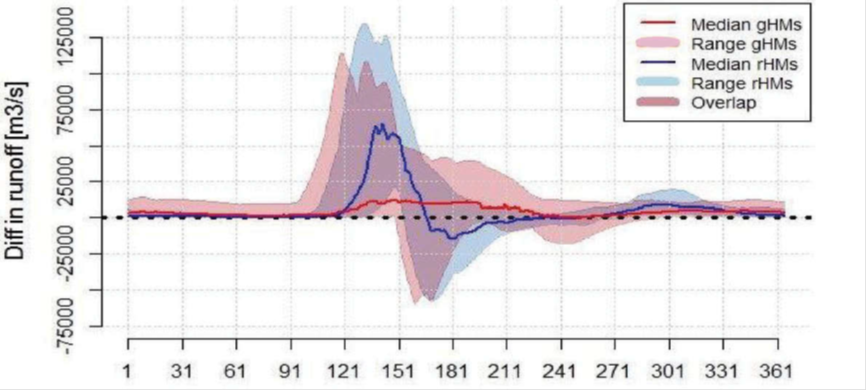 Diff in runoff [m3/s]
125000
75000
25000
-25000
-75000
Median gHMs
Range gHMs
Median rHMs
Range rHMs
Overlap
1 31 61 91 121 151 181 211 241 271 301 331 361